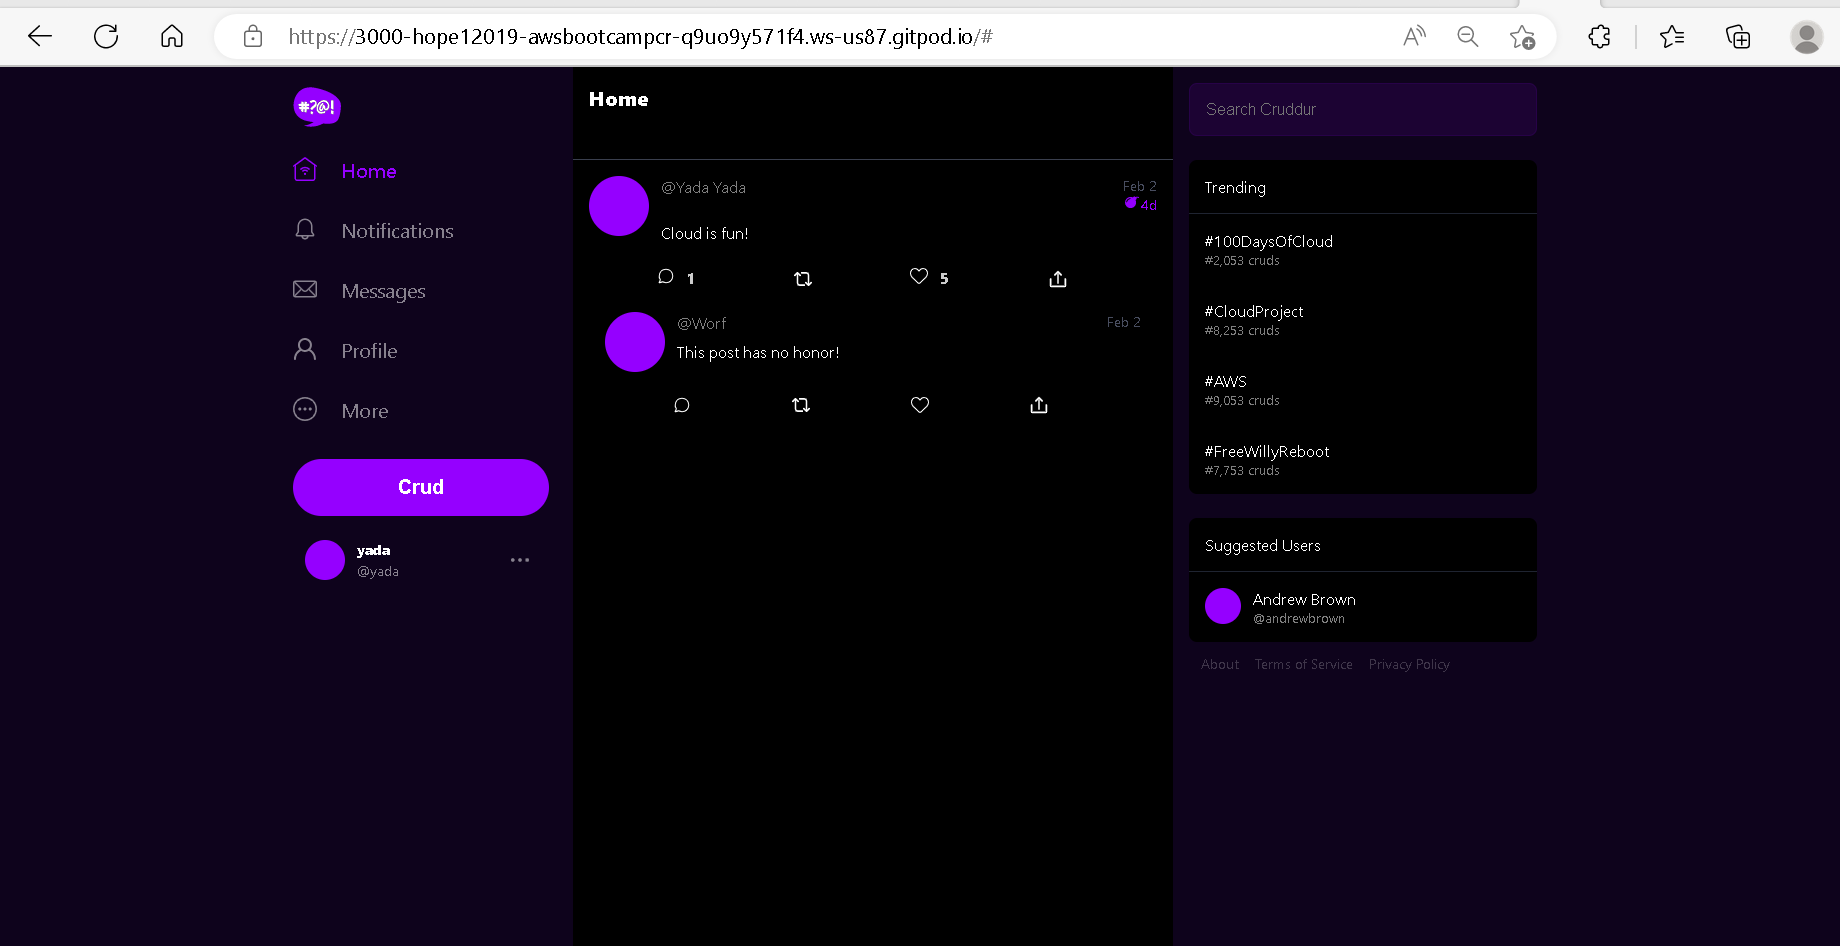 https://3000-hope12019-awsbootcampcr-q9uo9y571f4.ws-us87.gitpod.io/#
#?@!
Home
Notifications
Messages
Profile
More
Crud
yada
@yada
Home
@Yada Yada
Feb 2
4d
Cloud is fun!
1
5
@Worf
Feb 2
This post has no honor!
Search Cruddur
Trending
#100DaysOfCloud
#2,053 cruds
#CloudProject
#8,253 cruds
#AWS
#9,053 cruds
#FreeWillyReboot
#7,753 cruds
Suggested Users
Andrew Brown
@andrewbrown
About Terms of Service Privacy Policy